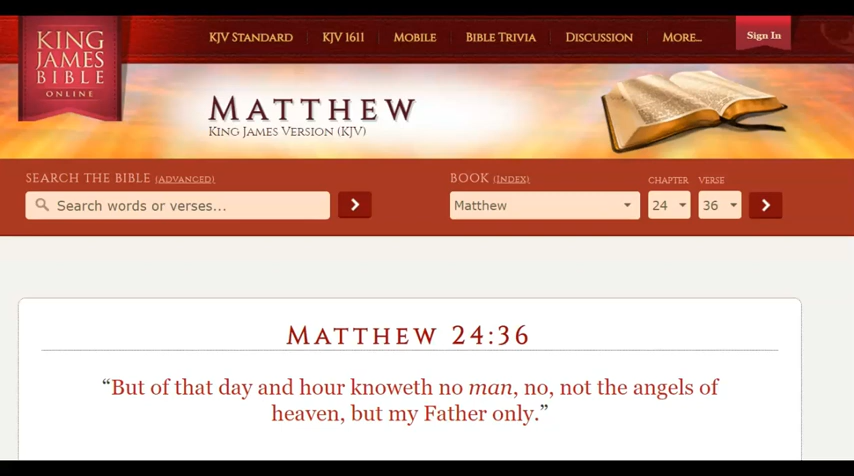 KING
JAMES
BIBLE
ONLINE
KJV STANDARD KJV 1611 MOBILE BIBLE TRIVIA DISCUSSION MORE... Sign In
MATTHEW
KING JAMES VERSION (KJV)
SEARCH THE BIBLE (ADVANCED) BOOK (INDEX) CHAPTER VERSE
Search words or verses... Matthew 24 36
MATTHEW 24:36
“But of that day and hour knoweth no man, no, not the angels of
heaven, but my Father only.”